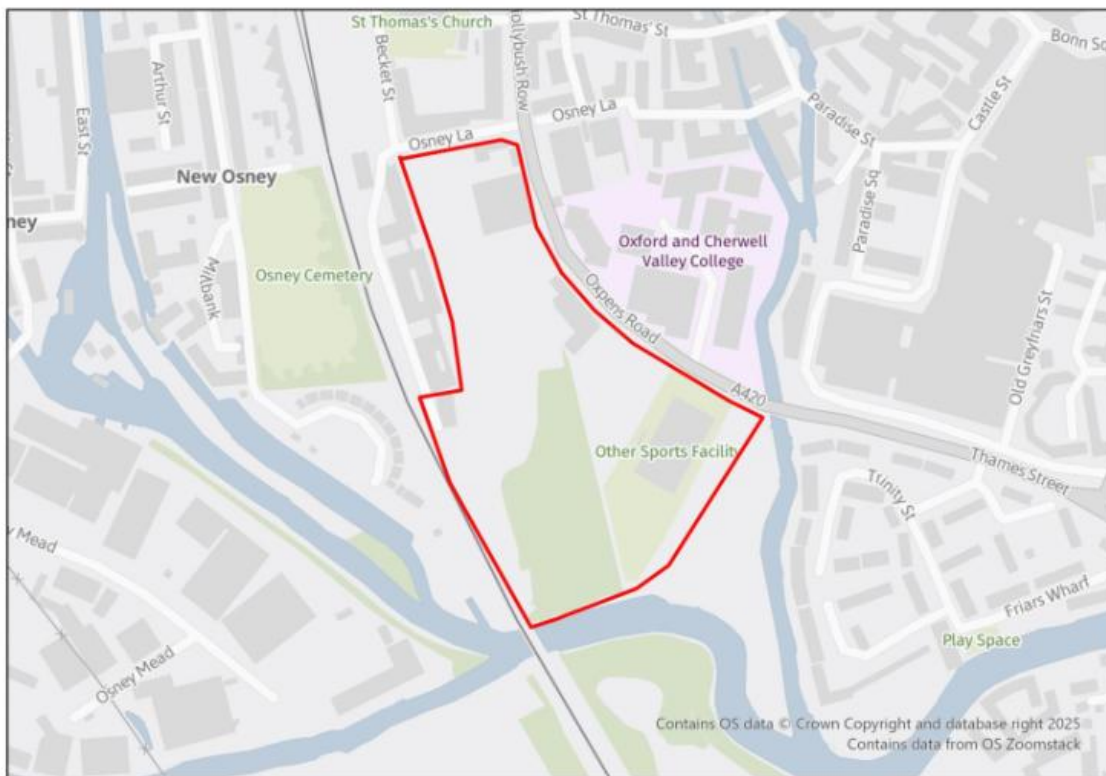 St Thomas's Church
St Thomas' St
Bonn Sq
Hollybush Row
Becket St
Arthur St
East St
Castle St
Paradise St
Osney La
Osney La
New Osney
Paradise Sq
ney
Oxford and Cherwell
Valley College
Osney Cemetery
Millbank
Oxpens Road
Old Greyfriars St
A420
Other Sports Facility
Thames Street
Trinity St
y Mead
Friars Wharf
Play Space
Osney Mead
Contains OS data © Crown Copyright and database right 2025
Contains data from OS Zoomstack